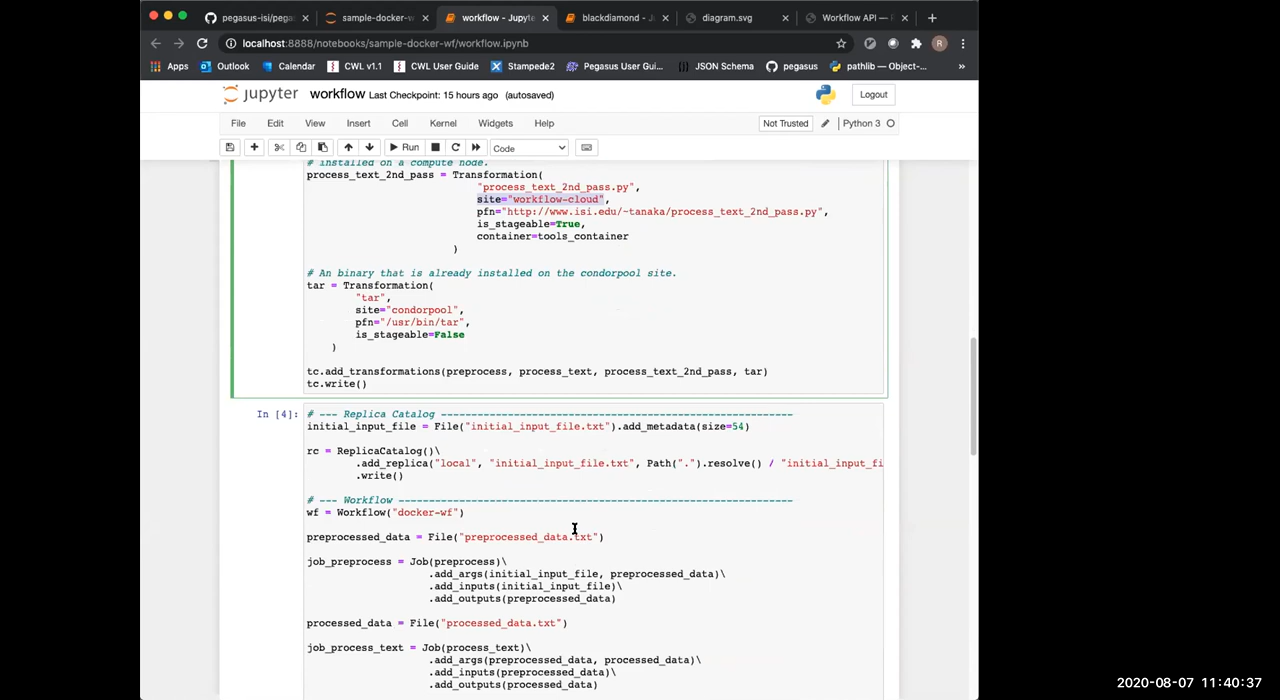 pegasus-isi/pega
sample-docker-w
workflow - Jupyte
blackdiamond - Ju
diagram.svg
Workflow API —
localhost:8888/notebooks/sample-docker-wf/workflow.ipynb
R
Apps
Outlook
Calendar
CWL v1.1
CWL User Guide
Stampede2
Pegasus User Gui...
JSON Schema
pegasus
pathlib — Object-...
»
jupyter workflow Last Checkpoint: 15 hours ago (autosaved)
Logout
File Edit View Insert Cell Kernel Widgets Help
Not Trusted
Python 3
Run
Code
# installed on a compute node.
process_text_2nd_pass = Transformation(
"process_text_2nd_pass.py",
site="workflow-cloud",
pfn="http://www.isi.edu/~tanaka/process_text_2nd_pass.py",
is_stageable=True,
container=tools_container
)
# An binary that is already installed on the condorpool site.
tar = Transformation(
"tar",
site="condorpool",
pfn="/usr/bin/tar",
is_stageable=False
)
tc.add_transformations(preprocess, process_text, process_text_2nd_pass, tar)
tc.write()
In [4]:
# --- Replica Catalog ------------------------------------------------------------
initial_input_file = File("initial_input_file.txt").add_metadata(size=54)
rc = ReplicaCatalog()\
.add_replica("local", "initial_input_file.txt", Path(".").resolve() / "initial_input_fi
.write()
# --- Workflow -------------------------------------------------------------------
wf = Workflow("docker-wf")
preprocessed_data = File("preprocessed_data.txt")
job_preprocess = Job(preprocess)\
.add_args(initial_input_file, preprocessed_data)\
.add_inputs(initial_input_file)\
.add_outputs(preprocessed_data)
processed_data = File("processed_data.txt")
job_process_text = Job(process_text)\
.add_args(preprocessed_data, processed_data)\
.add_inputs(preprocessed_data)\
.add_outputs(processed_data)
2020-08-07 11:40:37